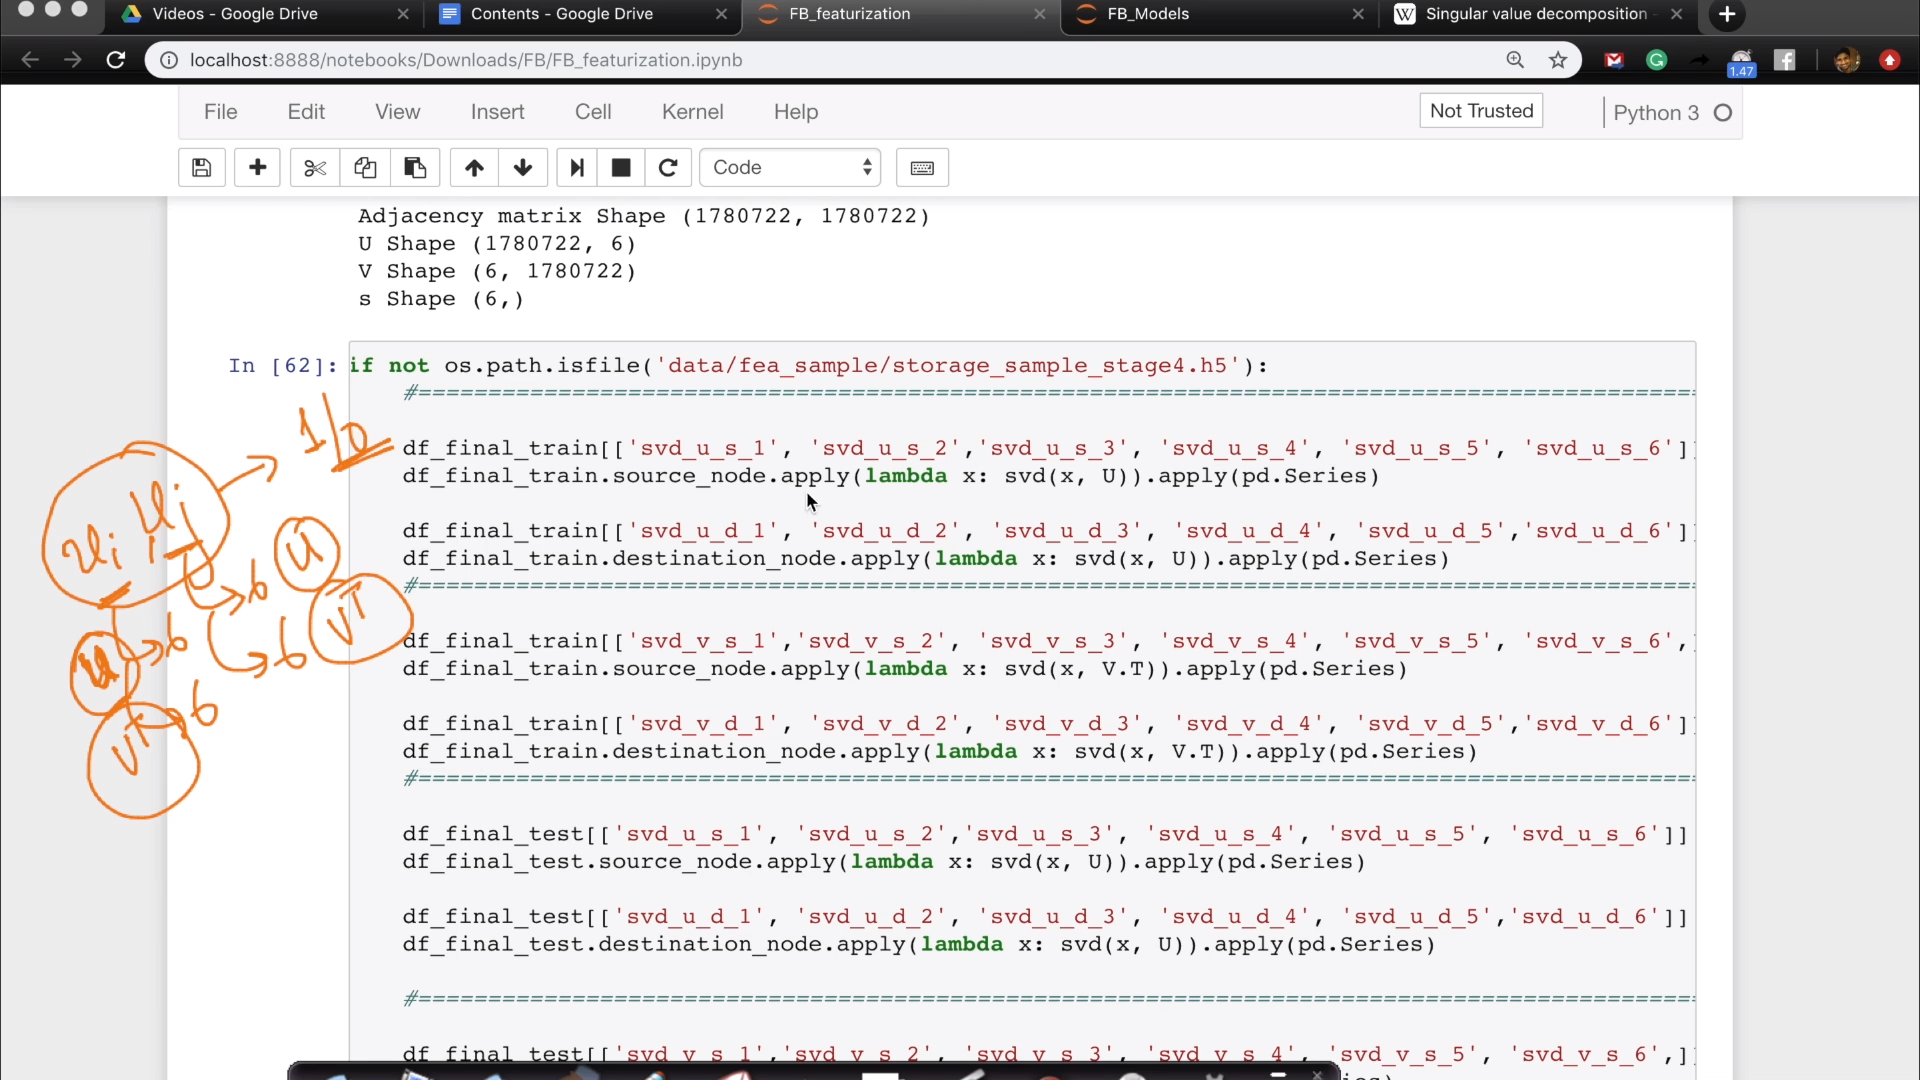 Videos - Google Drive
Contents - Google Drive
FB_featurization
FB_Models
Singular value decomposition
localhost:8888/notebooks/Downloads/FB/FB_featurization.ipynb
1.47
File Edit View Insert Cell Kernel Help
Not Trusted
Python 3
Code
Adjacency matrix Shape (1780722, 1780722)
U Shape (1780722, 6)
V Shape (6, 1780722)
s Shape (6,)
In [62]: if not os.path.isfile('data/fea_sample/storage_sample_stage4.h5'):
#==========================================================================================
df_final_train[['svd_u_s_1', 'svd_u_s_2','svd_u_s_3', 'svd_u_s_4', 'svd_u_s_5', 'svd_u_s_6']]
df_final_train.source_node.apply(lambda x: svd(x, U)).apply(pd.Series)
df_final_train[['svd_u_d_1', 'svd_u_d_2', 'svd_u_d_3', 'svd_u_d_4', 'svd_u_d_5','svd_u_d_6']]
df_final_train.destination_node.apply(lambda x: svd(x, U)).apply(pd.Series)
#==========================================================================================
df_final_train[['svd_v_s_1','svd_v_s_2', 'svd_v_s_3', 'svd_v_s_4', 'svd_v_s_5', 'svd_v_s_6',
df_final_train.source_node.apply(lambda x: svd(x, V.T)).apply(pd.Series)
df_final_train[['svd_v_d_1', 'svd_v_d_2', 'svd_v_d_3', 'svd_v_d_4', 'svd_v_d_5','svd_v_d_6']]
df_final_train.destination_node.apply(lambda x: svd(x, V.T)).apply(pd.Series)
#==========================================================================================
df_final_test[['svd_u_s_1', 'svd_u_s_2','svd_u_s_3', 'svd_u_s_4', 'svd_u_s_5', 'svd_u_s_6']]
df_final_test.source_node.apply(lambda x: svd(x, U)).apply(pd.Series)
df_final_test[['svd_u_d_1', 'svd_u_d_2', 'svd_u_d_3', 'svd_u_d_4', 'svd_u_d_5','svd_u_d_6']]
df_final_test.destination_node.apply(lambda x: svd(x, U)).apply(pd.Series)
#==========================================================================================
df_final_test[['svd_v_s_1','svd_v_s_2', 'svd_v_s_3', 'svd_v_s_4', 'svd_v_s_5', 'svd_v_s_6',]
1/0
ui uj
6 U
6 VT
6
VT 6